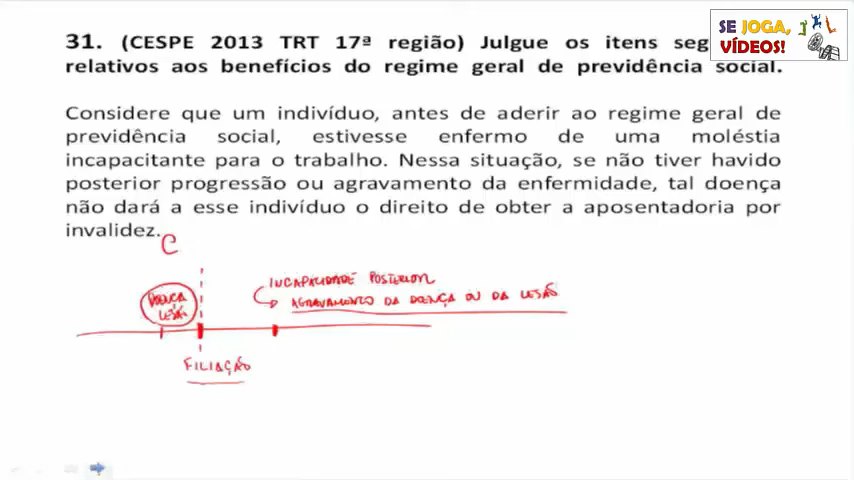 SE JOGA,
VÍDEOS!
31. (CESPE 2013 TRT 17ª região) Julgue os itens seg
relativos aos benefícios do regime geral de previdência social.
Considere que um indivíduo, antes de aderir ao regime geral de
previdência social, estivesse enfermo de uma moléstia
incapacitante para o trabalho. Nessa situação, se não tiver havido
posterior progressão ou agravamento da enfermidade, tal doença
não dará a esse indivíduo o direito de obter a aposentadoria por
invalidez.
C
INCAPACIDADE POSTERIOR
DOENÇA
AGRAVAMENTO DA DOENÇA OU DA LESÃO
LESÃO
FILIAÇÃO